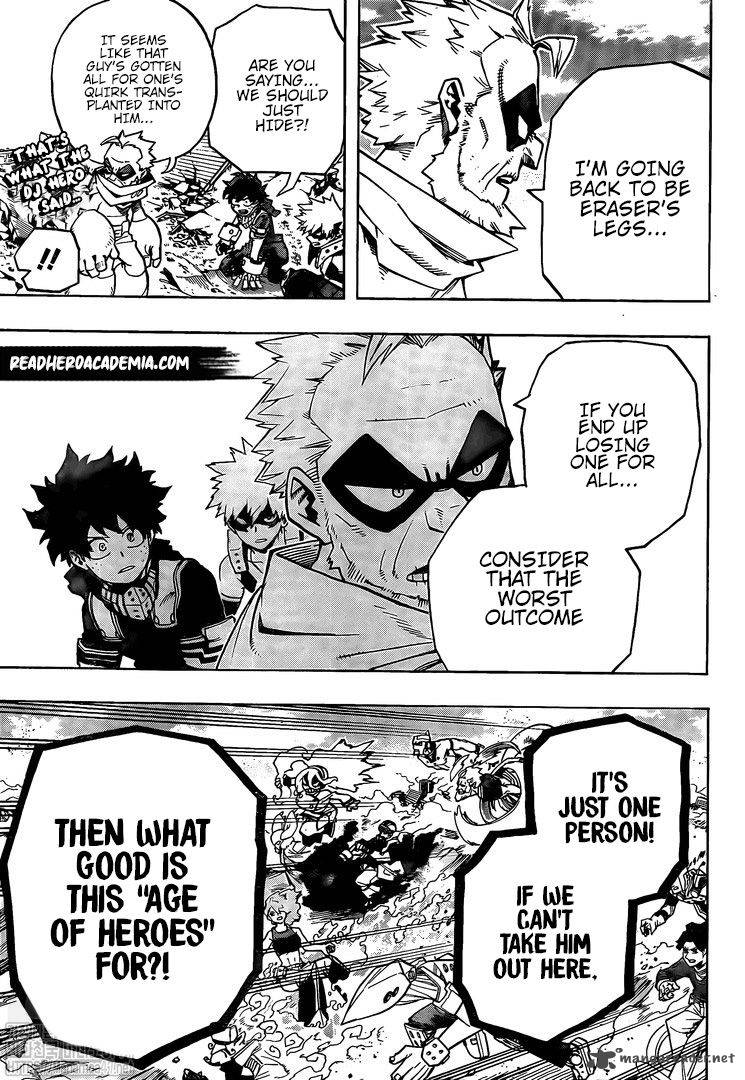 I'M GOING
BACK TO BE
ERASER'S
LEGS...
ARE YOU
SAYING...
WE SHOULD
JUST
HIDE?!
IT SEEMS
LIKE THAT
GUY'S GOTTEN
ALL FOR ONE'S
QUIRK TRANS-
PLANTED INTO
HIM...
THAT'S
WHAT THE
DJ HERO
SAID..
!!
READHEROACADEMIA.COM
IF YOU
END UP
LOSING
ONE FOR
ALL...
CONSIDER
THAT THE
WORST
OUTCOME
IT'S
JUST ONE
PERSON!
IF WE
CAN'T
TAKE HIM
OUT HERE,
THEN WHAT
GOOD IS
THIS "AGE
OF HEROES"
FOR?!